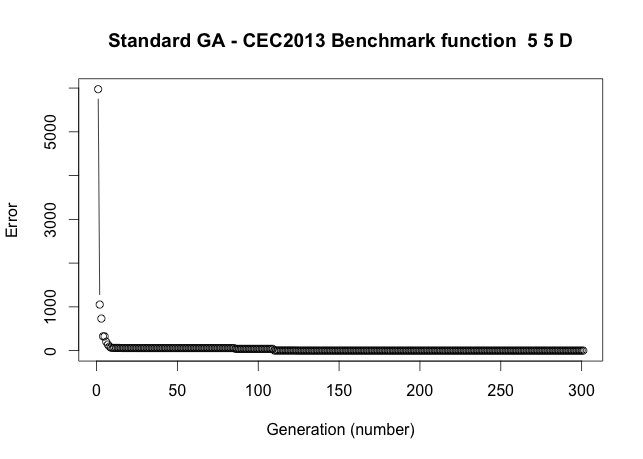 Standard GA - CEC2013 Benchmark function  5 5 D
Error
5000
3000
1000
0
0 50 100 150 200 250 300
Generation (number)